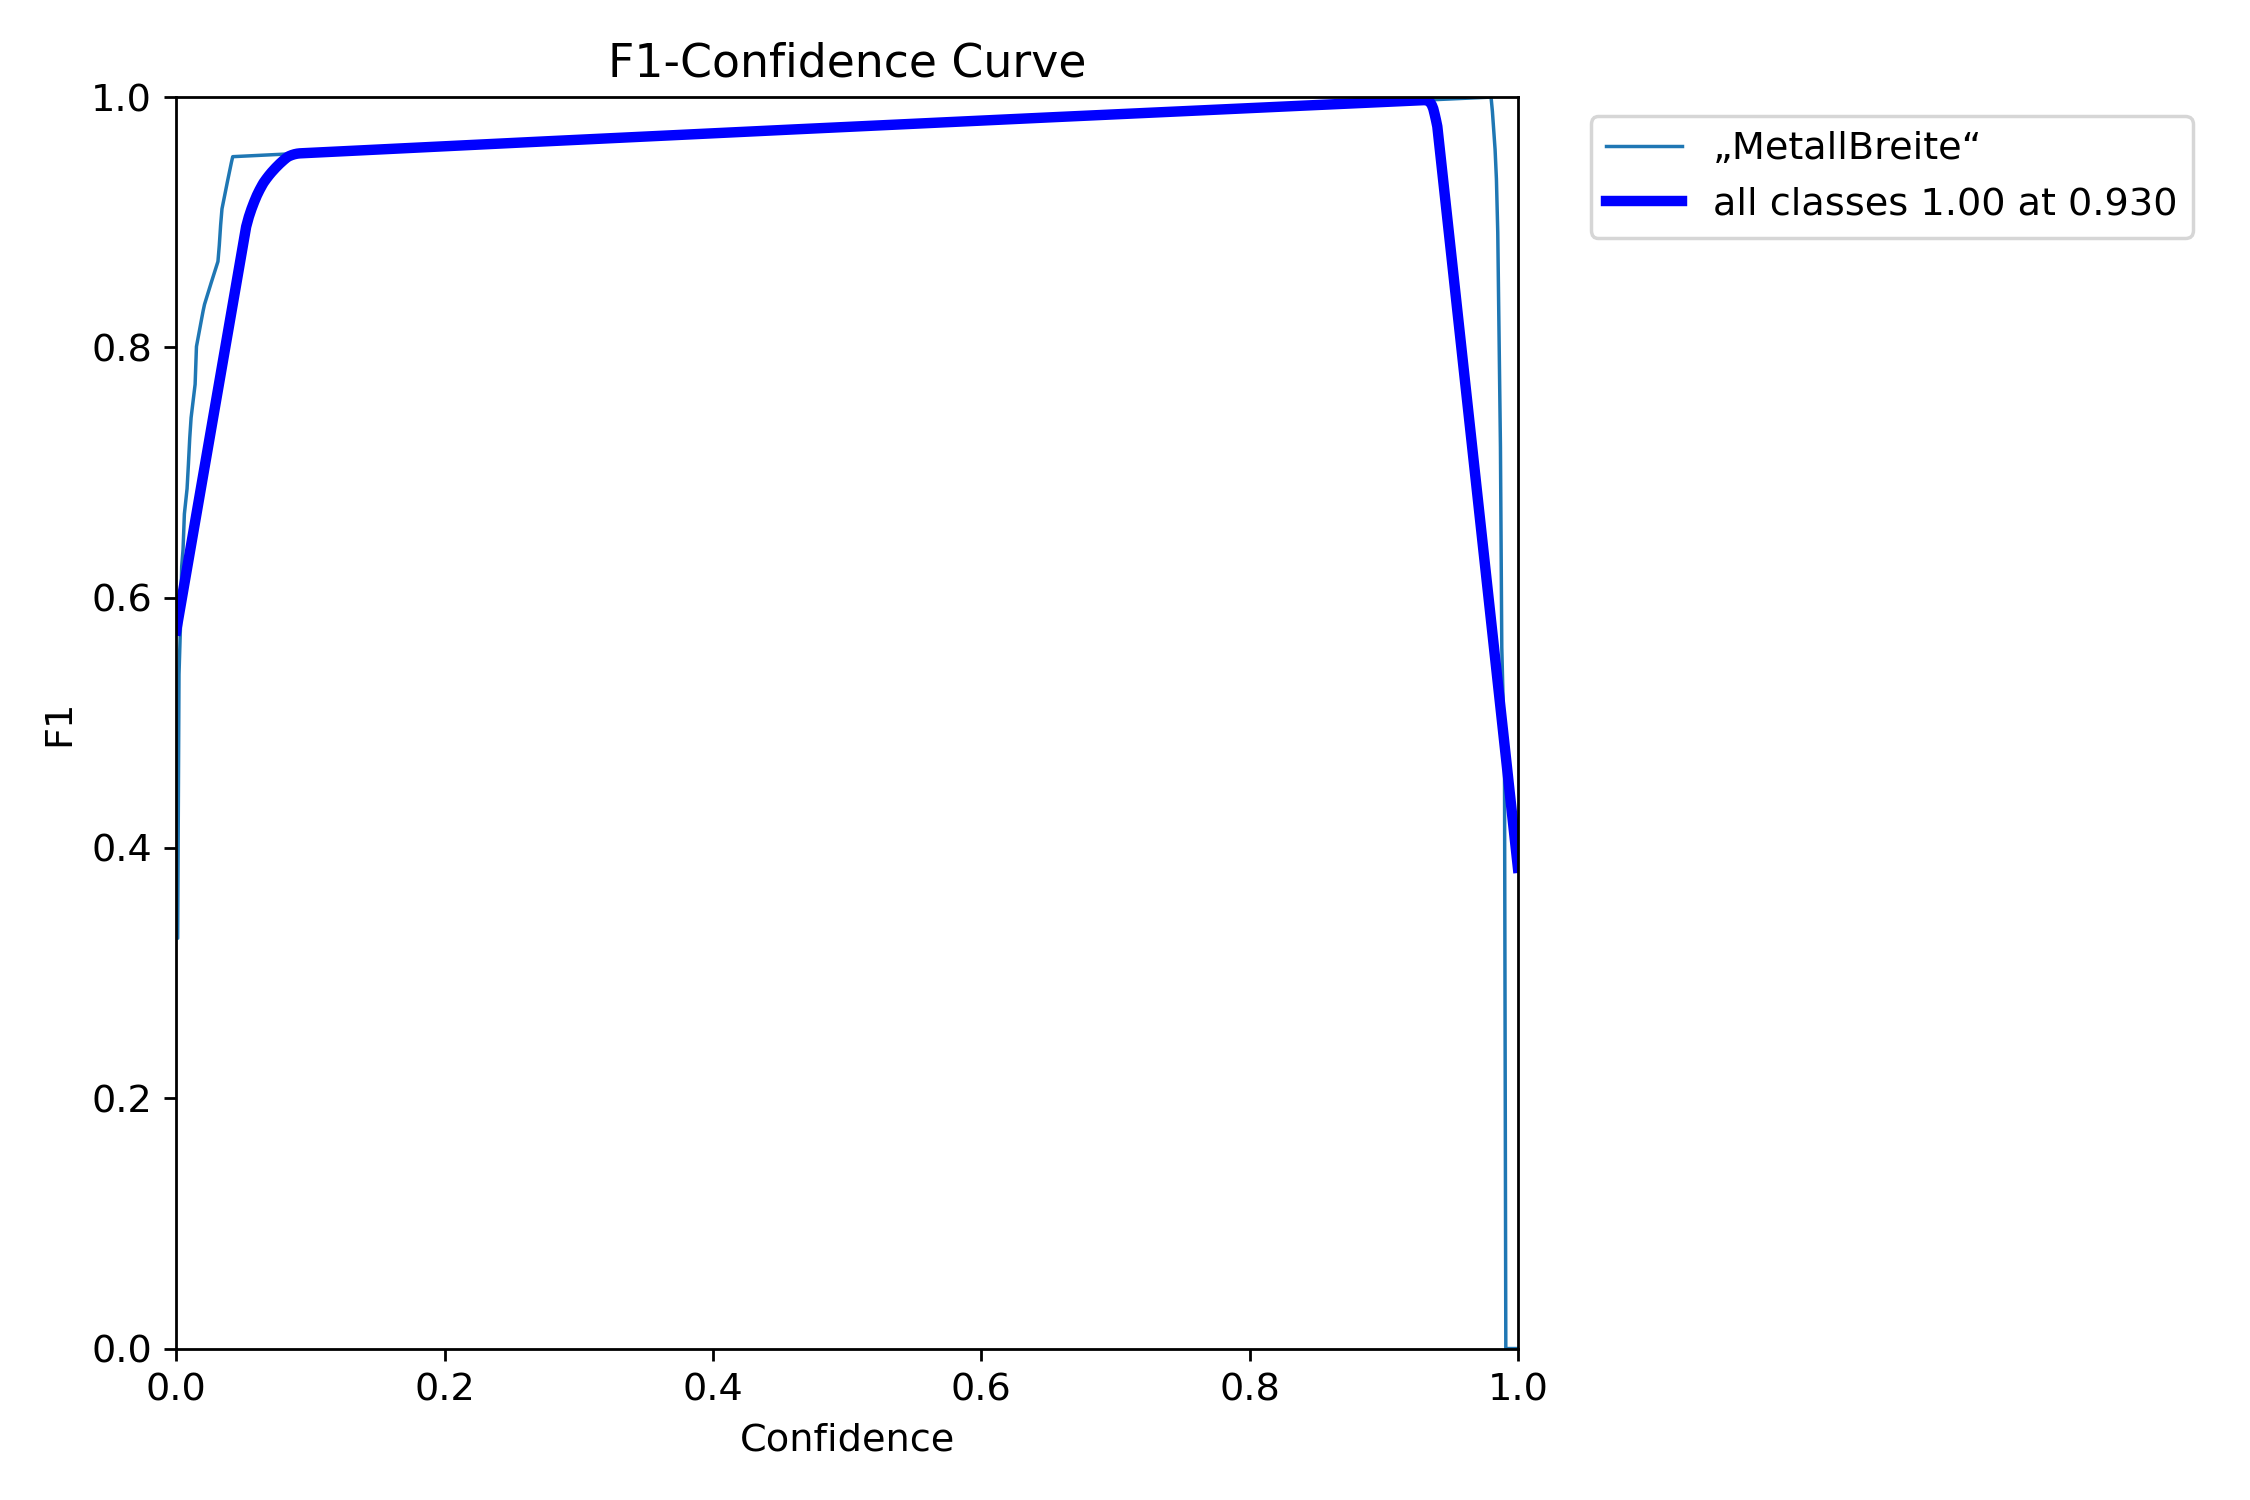 F1-Confidence Curve
„MetallBreite“
all classes 1.00 at 0.930
1.0
0.8
0.6
0.4
0.2
0.0
F1
0.0 0.2 0.4 0.6 0.8 1.0
Confidence